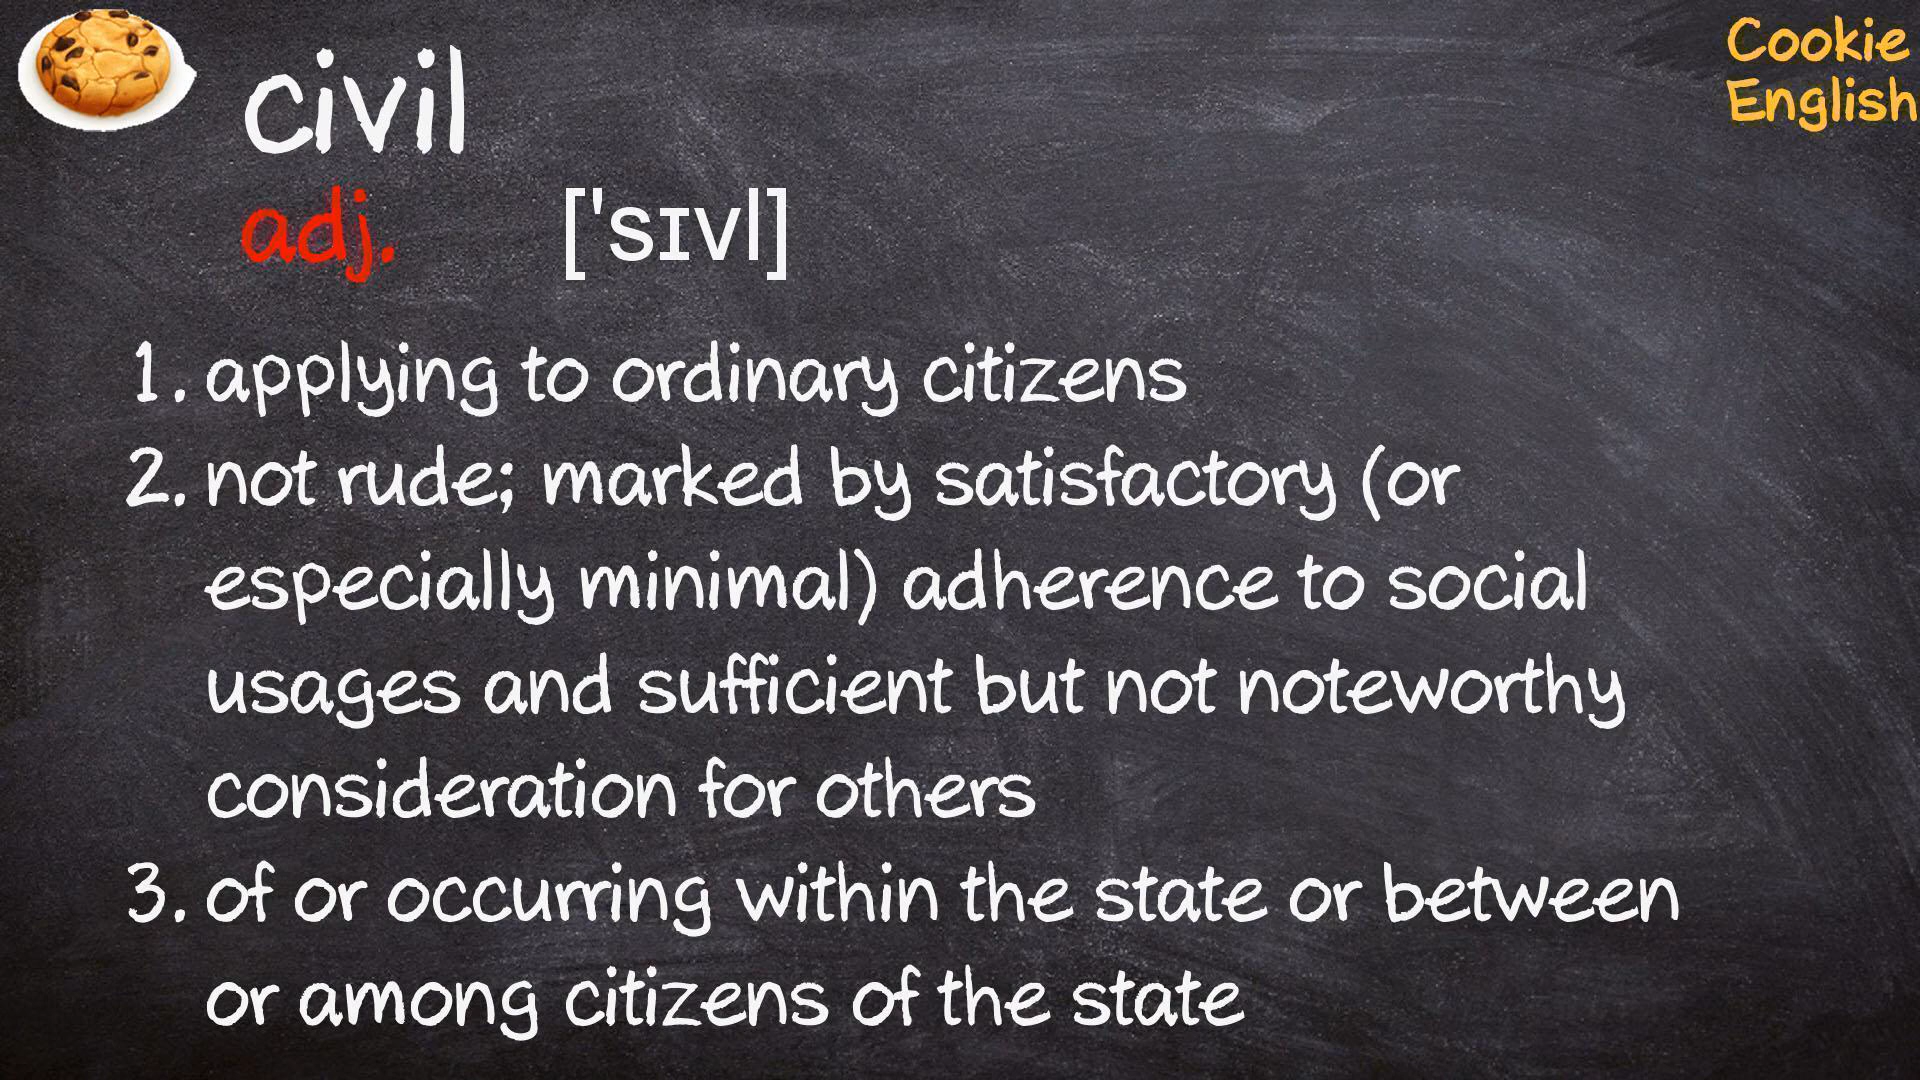 civil
Cookie
English
adj. [ˈsɪvl]
1. applying to ordinary citizens
2. not rude; marked by satisfactory (or
especially minimal) adherence to social
usages and sufficient but not noteworthy
consideration for others
3. of or occurring within the state or between
or among citizens of the state